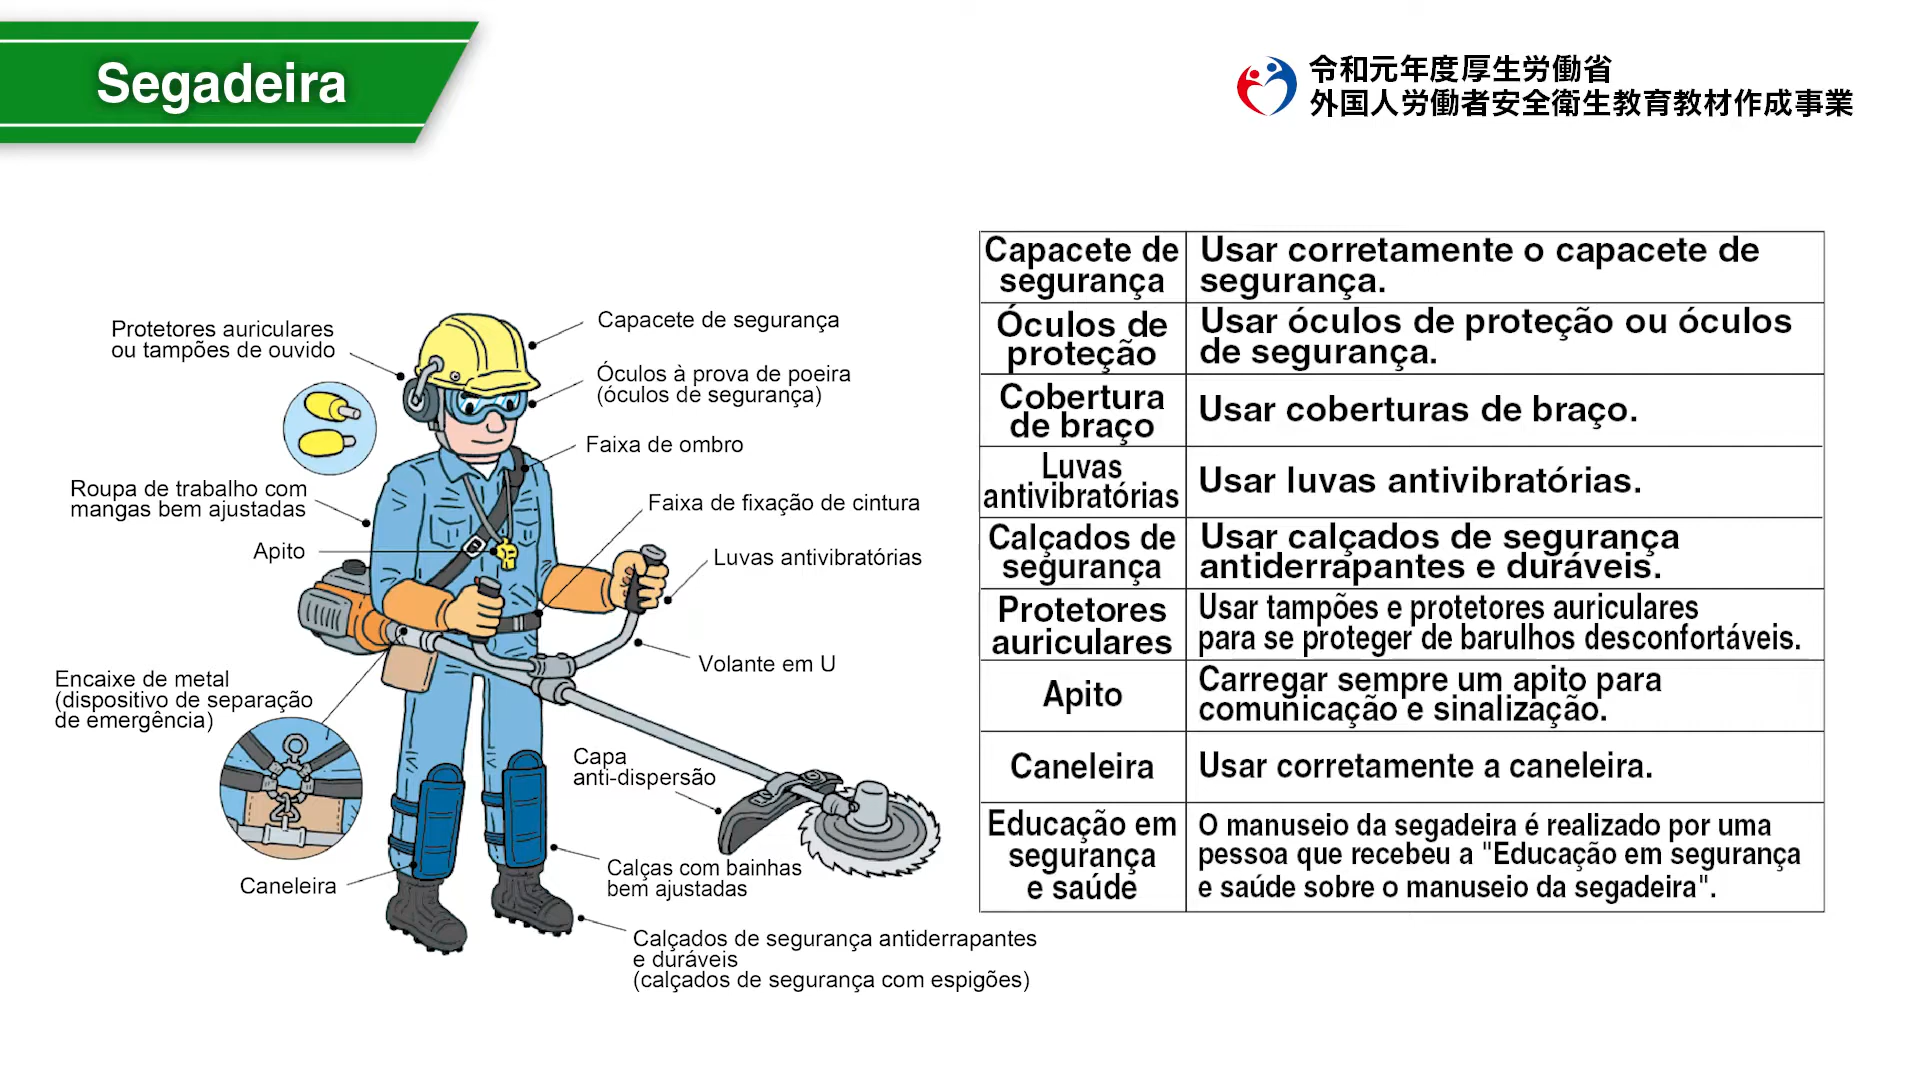 Segadeira
令和元年度厚生労働省
外国人労働者安全衛生教育教材作成事業
Protetores auriculares
ou tampões de ouvido
Capacete de segurança
Óculos à prova de poeira
(óculos de segurança)
Faixa de ombro
Roupa de trabalho com
mangas bem ajustadas
Faixa de fixação de cintura
Apito
Luvas antivibratórias
Encaixe de metal
(dispositivo de separação
de emergência)
Volante em U
Capa
anti-dispersão
Caneleira
Calças com bainhas
bem ajustadas
Calçados de segurança antiderrapantes
e duráveis
(calçados de segurança com espigões)
Capacete de
segurança
Usar corretamente o capacete de
segurança.
Óculos de
proteção
Usar óculos de proteção ou óculos
de segurança.
Cobertura
de braço
Usar coberturas de braço.
Luvas
antivibratórias
Usar luvas antivibratórias.
Calçados de
segurança
Usar calçados de segurança
antiderrapantes e duráveis.
Protetores
auriculares
Usar tampões e protetores auriculares
para se proteger de barulhos desconfortáveis.
Apito
Carregar sempre um apito para
comunicação e sinalização.
Caneleira
Usar corretamente a caneleira.
Educação em
segurança
e saúde
O manuseio da segadeira é realizado por uma
pessoa que recebeu a "Educação em segurança
e saúde sobre o manuseio da segadeira".